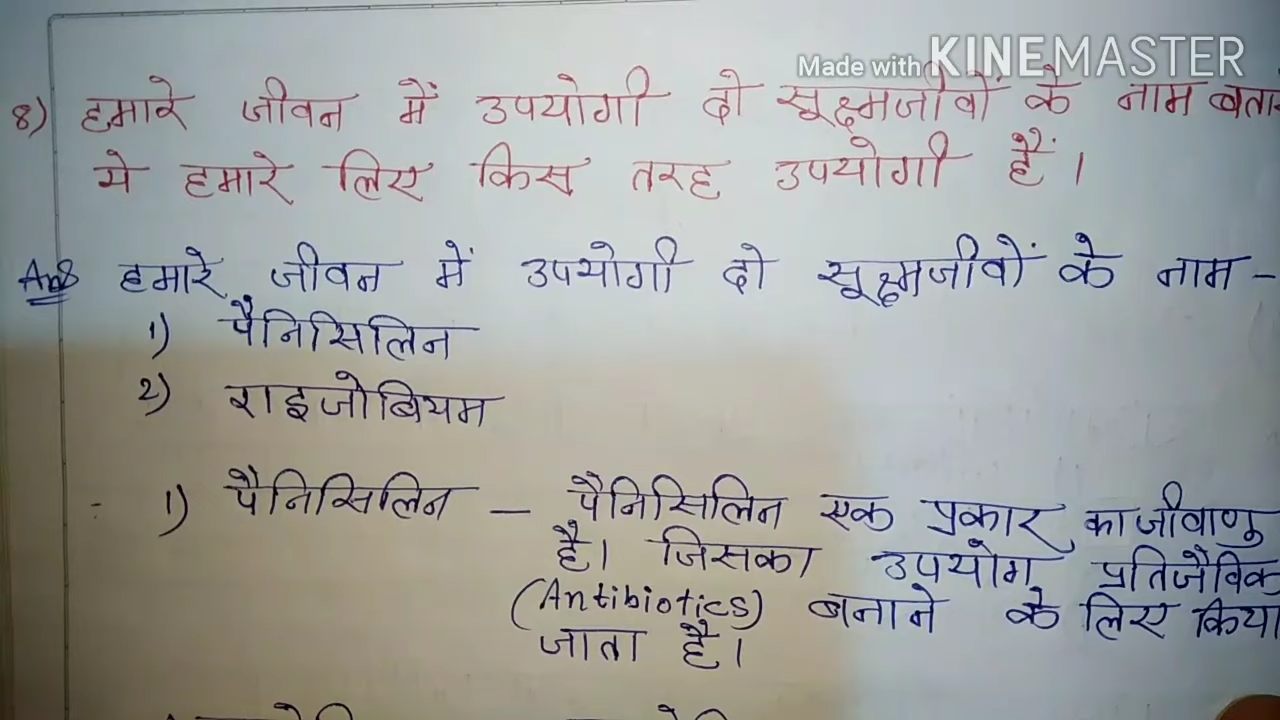 Made with KINEMASTER
8) हमारे जीवन में उपयोगी दो सूक्ष्मजीवों के नाम
ये हमारे लिए किस तरह उपयोगी हैं।
Ans हमारे जीवन में उपयोगी दो सूक्ष्मजीवों के नाम –
1) पैनिसिलिन
2) राइजोबियम
1) पैनिसिलिन – पैनिसिलिन एक प्रकार का जीवाणु
है। जिसका उपयोग प्रतिजैविक
(Antibiotics) बनाने के लिए किया
जाता है।